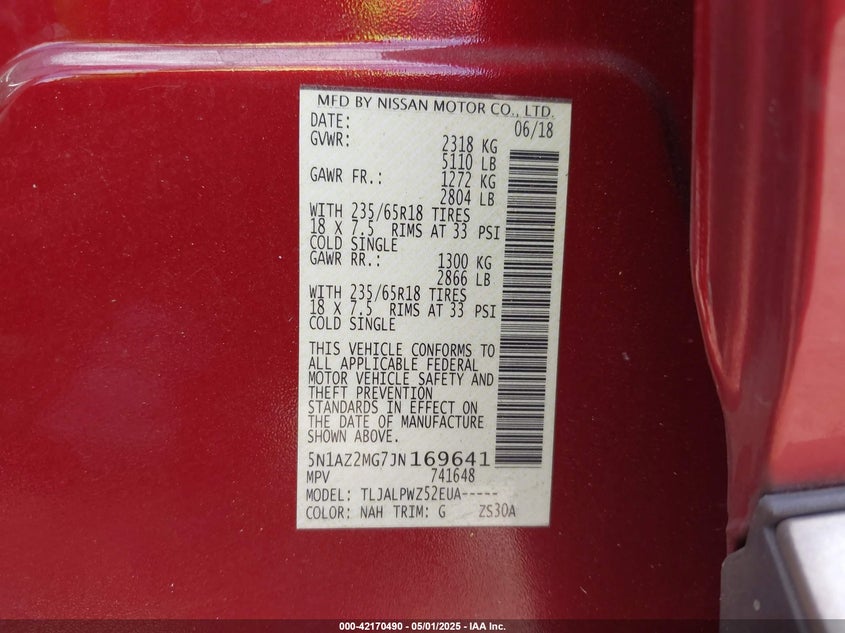 MFD BY NISSAN MOTOR CO., LTD.
DATE: 06/18
GVWR: 2318 KG
5110 LB
GAWR FR.: 1272 KG
2804 LB
WITH 235/65R18 TIRES
18 X 7.5 RIMS AT 33 PSI
COLD SINGLE
GAWR RR.: 1300 KG
2866 LB
WITH 235/65R18 TIRES
18 X 7.5 RIMS AT 33 PSI
COLD SINGLE
THIS VEHICLE CONFORMS TO
ALL APPLICABLE FEDERAL
MOTOR VEHICLE SAFETY AND
THEFT PREVENTION
STANDARDS IN EFFECT ON
THE DATE OF MANUFACTURE
SHOWN ABOVE.
5N1AZ2MG7JN169641
MPV 741648
MODEL: TLJALPWZ52EUA-----
COLOR: NAH TRIM: G ZS30A
000-42170490 - 05/01/2025 - IAA Inc.